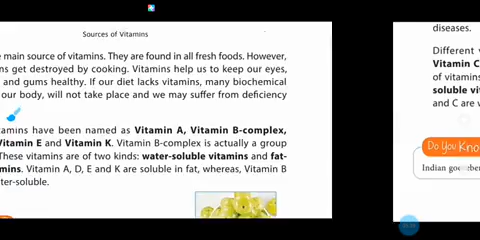 Sources of Vitamins
e main source of vitamins. They are found in all fresh foods. However,
ns get destroyed by cooking. Vitamins help us to keep our eyes,
and gums healthy. If our diet lacks vitamins, many biochemical
our body, will not take place and we may suffer from deficiency
tamins have been named as Vitamin A, Vitamin B-complex,
Vitamin E and Vitamin K. Vitamin B-complex is actually a group
These vitamins are of two kinds: water-soluble vitamins and fat-
mins. Vitamin A, D, E and K are soluble in fat, whereas, Vitamin B
ter-soluble.
diseases.
Different v
Vitamin C
of vitamins
soluble vit
and C are w
Do You Kno
Indian gooseber